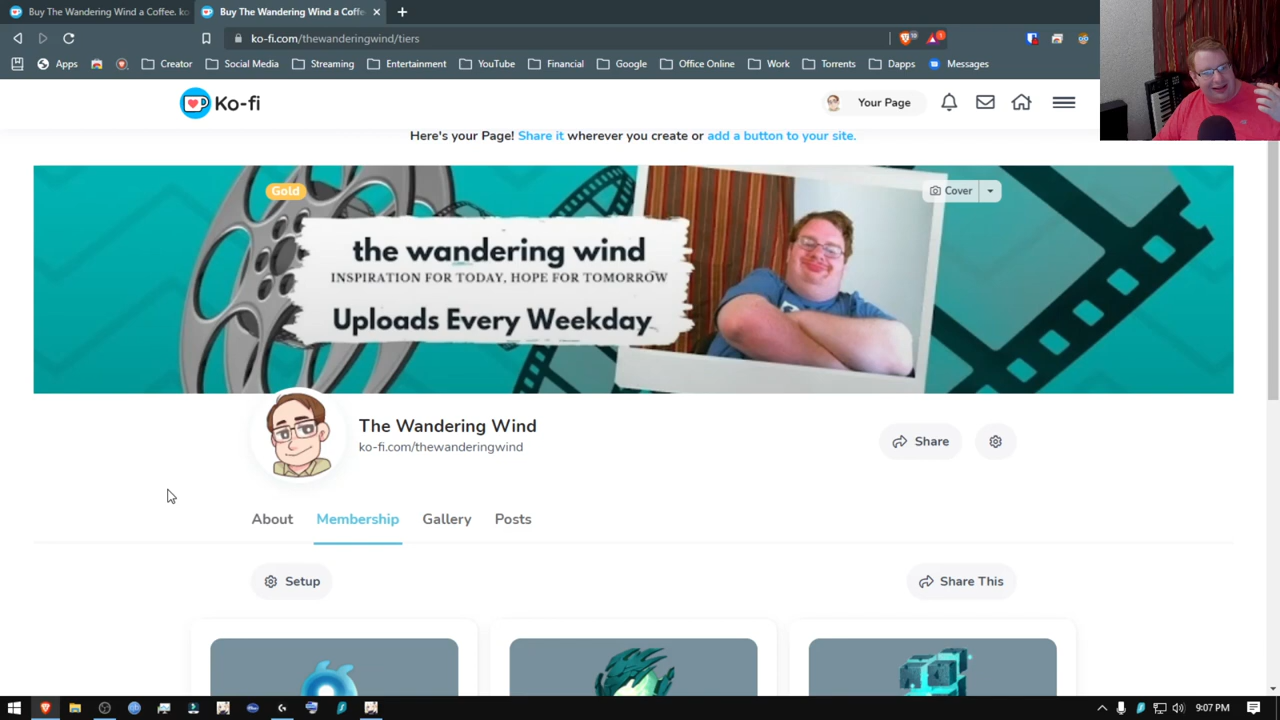 Buy The Wandering Wind a Coffee. ko
Buy The Wandering Wind a Coffe
ko-fi.com/thewanderingwind/tiers
Apps
Creator
Social Media
Streaming
Entertainment
YouTube
Financial
Google
Office Online
Work
Torrents
Dapps
Messages
Ko-fi
Your Page
Here's your Page! Share it wherever you create or add a button to your site.
Gold
Cover
the wandering wind
INSPIRATION FOR TODAY, HOPE FOR TOMORROW
Uploads Every Weekday
The Wandering Wind
ko-fi.com/thewanderingwind
Share
About
Membership
Gallery
Posts
Setup
Share This
9:07 PM